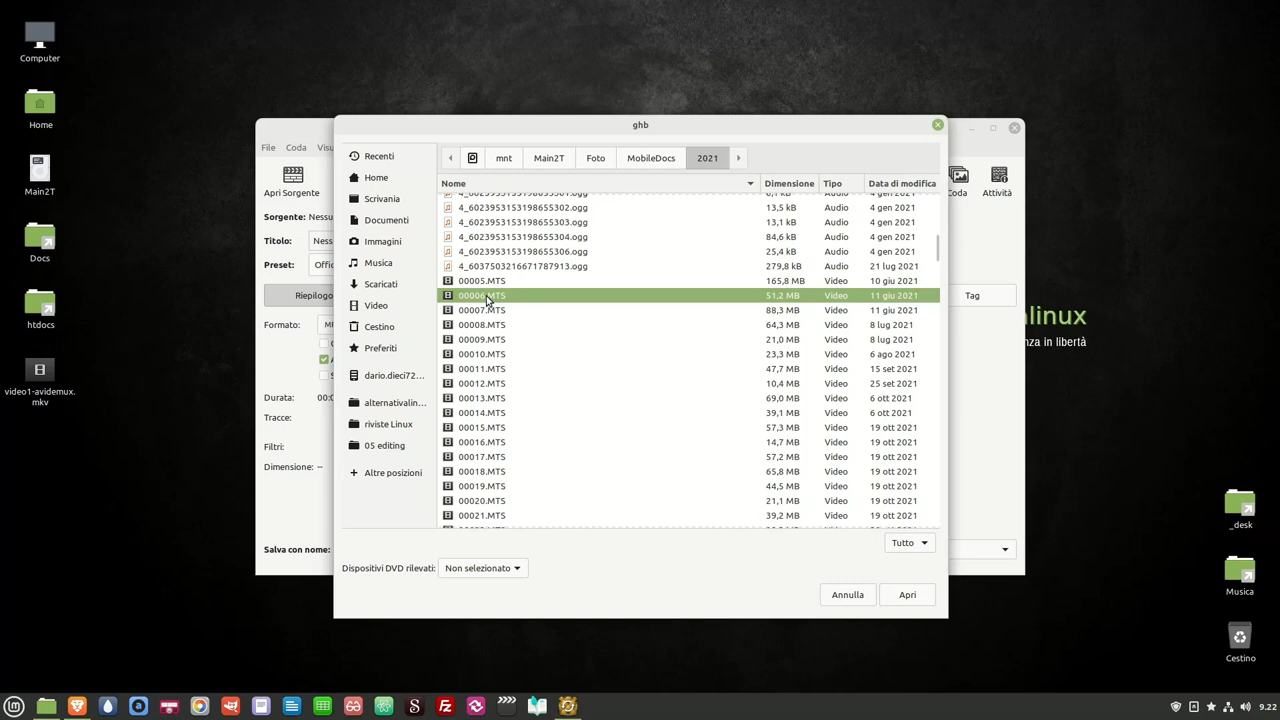 Computer
Home
Main2T
Docs
htdocs
video1-avidemux.
mkv
ghb
File Coda
Apri Sorgente
Coda
Attività
Sorgente:
Titolo:
Preset:
Riepilogo
Tag
Formato:
Durata:
Tracce:
Filtri:
Dimensione: --
Salva con nome:
Recenti
Home
Scrivania
Documenti
Immagini
Musica
Scaricati
Video
Cestino
Preferiti
dario.dieci72...
alternativalin...
riviste Linux
05 editing
+ Altre posizioni
mnt Main2T Foto MobileDocs 2021
Nome Dimensione Tipo Data di modifica
4_6023953153198655302.ogg 13,5 kB Audio 4 gen 2021
4_6023953153198655303.ogg 13,1 kB Audio 4 gen 2021
4_6023953153198655304.ogg 84,6 kB Audio 4 gen 2021
4_6023953153198655306.ogg 25,4 kB Audio 4 gen 2021
4_6037503216671787913.ogg 279,8 kB Audio 21 lug 2021
00005.MTS 165,8 MB Video 10 giu 2021
00006.MTS 51,2 MB Video 11 giu 2021
00007.MTS 88,3 MB Video 11 giu 2021
00008.MTS 64,3 MB Video 8 lug 2021
00009.MTS 21,0 MB Video 8 lug 2021
00010.MTS 23,3 MB Video 6 ago 2021
00011.MTS 47,7 MB Video 15 set 2021
00012.MTS 10,4 MB Video 25 set 2021
00013.MTS 69,0 MB Video 6 ott 2021
00014.MTS 39,1 MB Video 6 ott 2021
00015.MTS 57,3 MB Video 19 ott 2021
00016.MTS 14,7 MB Video 19 ott 2021
00017.MTS 57,2 MB Video 19 ott 2021
00018.MTS 65,8 MB Video 19 ott 2021
00019.MTS 44,5 MB Video 19 ott 2021
00020.MTS 21,1 MB Video 19 ott 2021
00021.MTS 39,2 MB Video 19 ott 2021
Tutto
Dispositivi DVD rilevati: Non selezionato
Annulla Apri
alinux
nza in libertà
_desk
Musica
Cestino
9.22